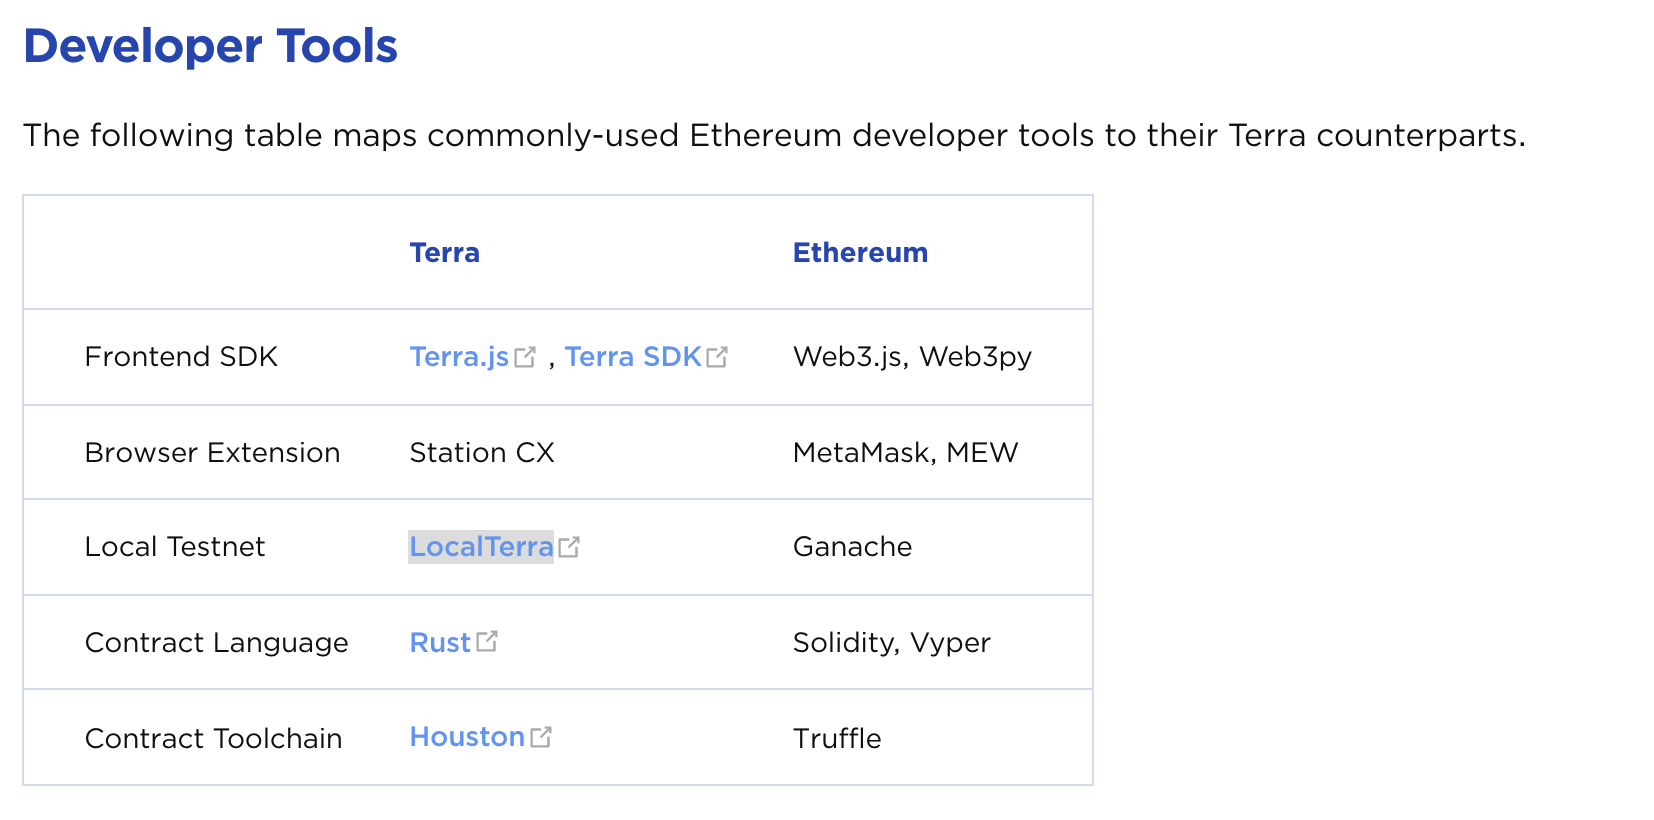 Developer Tools
The following table maps commonly-used Ethereum developer tools to their Terra counterparts.
Terra Ethereum
Frontend SDK Terra.js , Terra SDK Web3.js, Web3py
Browser Extension Station CX MetaMask, MEW
Local Testnet LocalTerra Ganache
Contract Language Rust Solidity, Vyper
Contract Toolchain Houston Truffle